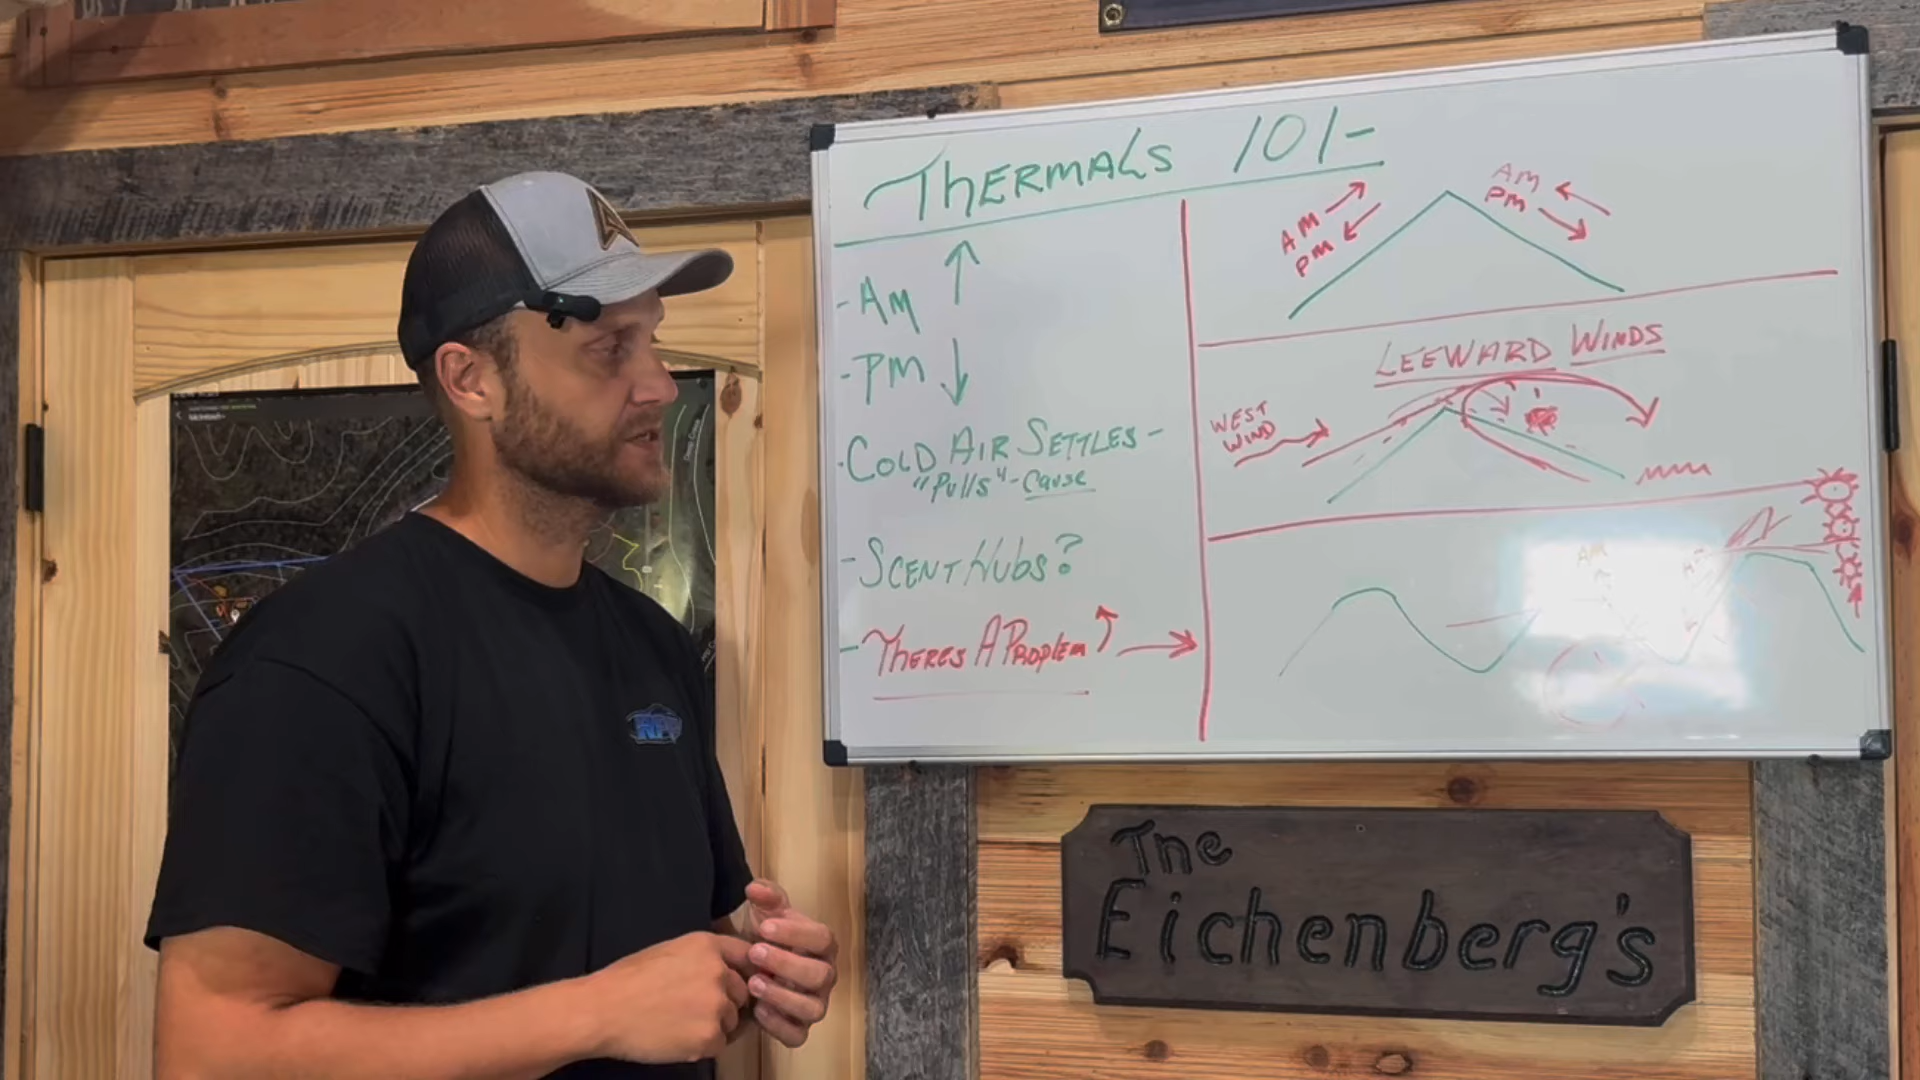 THERMALS 101-
- AM
- PM
- COLD AIR SETTLES -
"Pulls" - Cause
- SCENT HUBS?
- THERES A PROBLEM
AM
PM
AM
PM
LEEWARD WINDS
WEST
WIND
AM
The
Eichenberg's